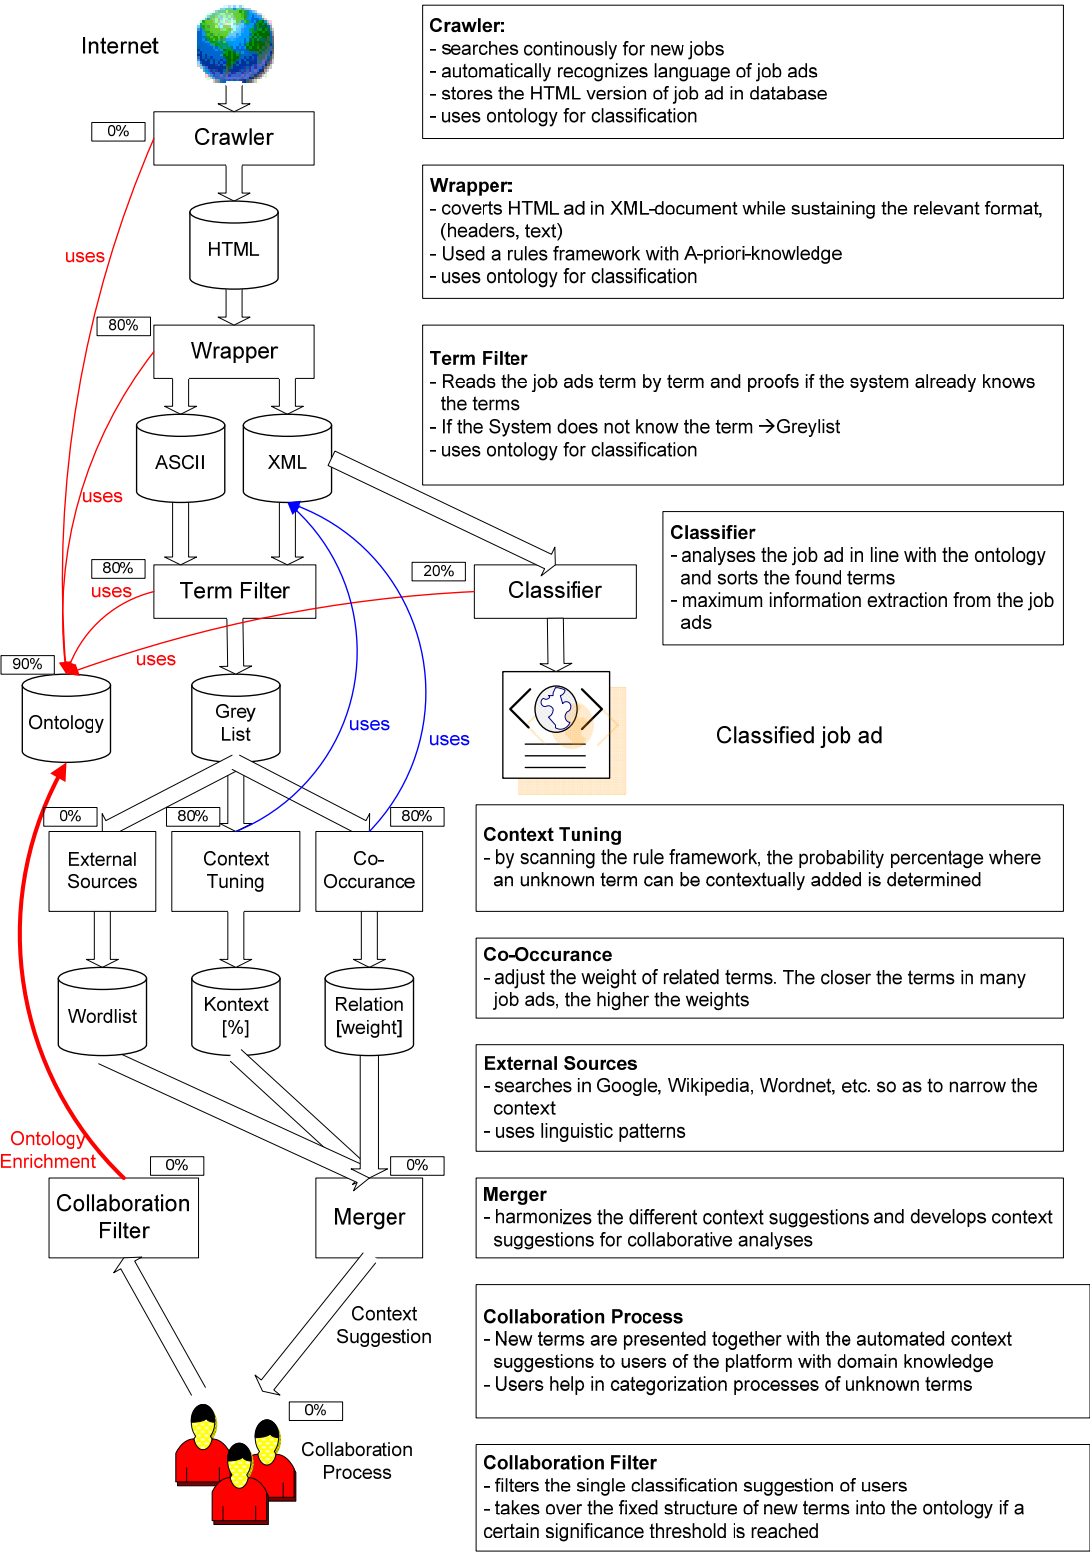 Internet
Crawler:
- searches continously for new jobs
- automatically recognizes language of job ads
- stores the HTML version of job ad in database
- uses ontology for classification
0%
Crawler
Wrapper:
- coverts HTML ad in XML-document while sustaining the relevant format,
(headers, text)
- Used a rules framework with A-priori-knowledge
- uses ontology for classification
HTML
uses
80%
Wrapper
Term Filter
- Reads the job ads term by term and proofs if the system already knows
the terms
- If the System does not know the term →Greylist
- uses ontology for classification
ASCII
XML
uses
Classifier
- analyses the job ad in line with the ontology
and sorts the found terms
- maximum information extraction from the job
ads
80%
Term Filter
20%
Classifier
uses
uses
90%
Ontology
Grey
List
uses
uses
Classified job ad
0%
External
Sources
80%
Context
Tuning
80%
Co-
Occurance
Context Tuning
- by scanning the rule framework, the probability percentage where
an unknown term can be contextually added is determined
Co-Occurance
- adjust the weight of related terms. The closer the terms in many
job ads, the higher the weights
Wordlist
Kontext
[%]
Relation
[weight]
External Sources
- searches in Google, Wikipedia, Wordnet, etc. so as to narrow the
context
- uses linguistic patterns
Ontology
Enrichment
0%
Collaboration
Filter
0%
Merger
Merger
- harmonizes the different context suggestions and develops context
suggestions for collaborative analyses
Context
Suggestion
Collaboration Process
- New terms are presented together with the automated context
suggestions to users of the platform with domain knowledge
- Users help in categorization processes of unknown terms
0%
Collaboration
Process
Collaboration Filter
- filters the single classification suggestion of users
- takes over the fixed structure of new terms into the ontology if a
certain significance threshold is reached